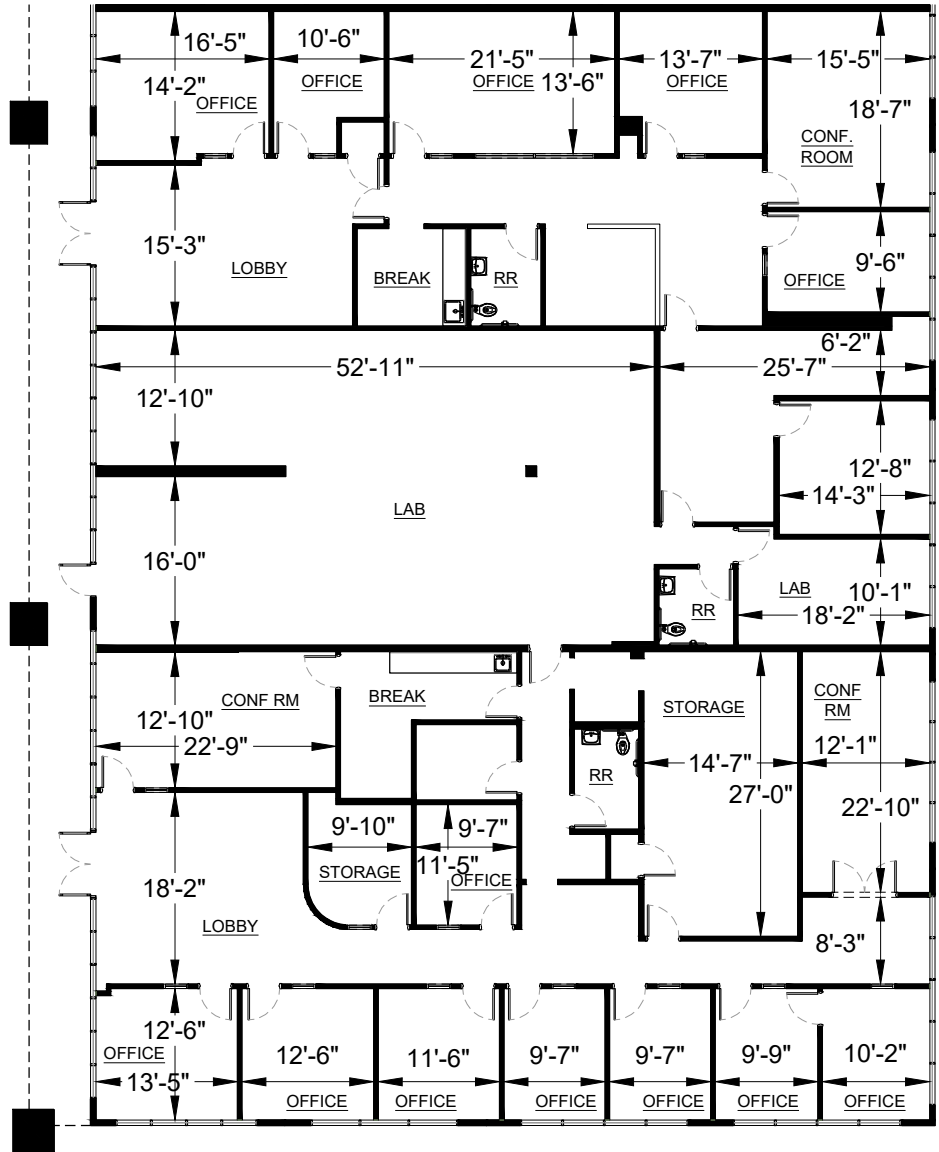 16'-5"
10'-6"
21'-5"
13'-7"
15'-5"
14'-2"
OFFICE
OFFICE
OFFICE
13'-6"
OFFICE
18'-7"
CONF.
ROOM
15'-3"
LOBBY
BREAK
RR
OFFICE
9'-6"
6'-2"
52'-11"
25'-7"
12'-10"
12'-8"
14'-3"
LAB
16'-0"
RR
LAB
10'-1"
18'-2"
CONF RM
BREAK
STORAGE
CONF
RM
12'-10"
22'-9"
RR
14'-7"
12'-1"
27'-0"
22'-10"
9'-10"
9'-7"
STORAGE
11'-5"
OFFICE
18'-2"
LOBBY
8'-3"
12'-6"
OFFICE
13'-5"
12'-6"
OFFICE
11'-6"
OFFICE
9'-7"
OFFICE
9'-7"
OFFICE
9'-9"
OFFICE
10'-2"
OFFICE